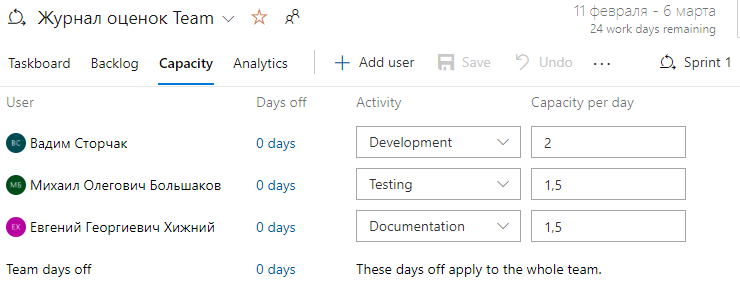 Журнал оценок Team
11 февраля - 6 марта
24 work days remaining
Taskboard Backlog Capacity Analytics + Add user Save Undo ... Sprint 1
User Days off Activity Capacity per day
ВС Вадим Сторчак 0 days Development 2
МБ Михаил Олегович Большаков 0 days Testing 1,5
ЕХ Евгений Георгиевич Хижний 0 days Documentation 1,5
Team days off 0 days These days off apply to the whole team.